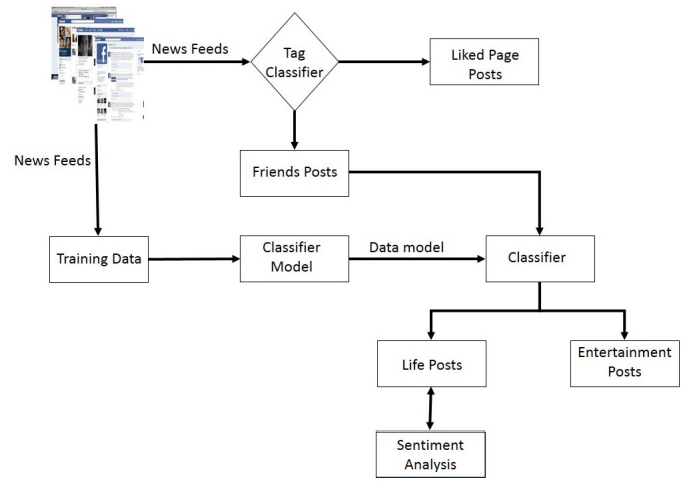 News Feeds
Tag
Classifier
Liked Page
Posts
News Feeds
Friends Posts
Training Data
Classifier
Model
Data model
Classifier
Life Posts
Entertainment
Posts
Sentiment
Analysis